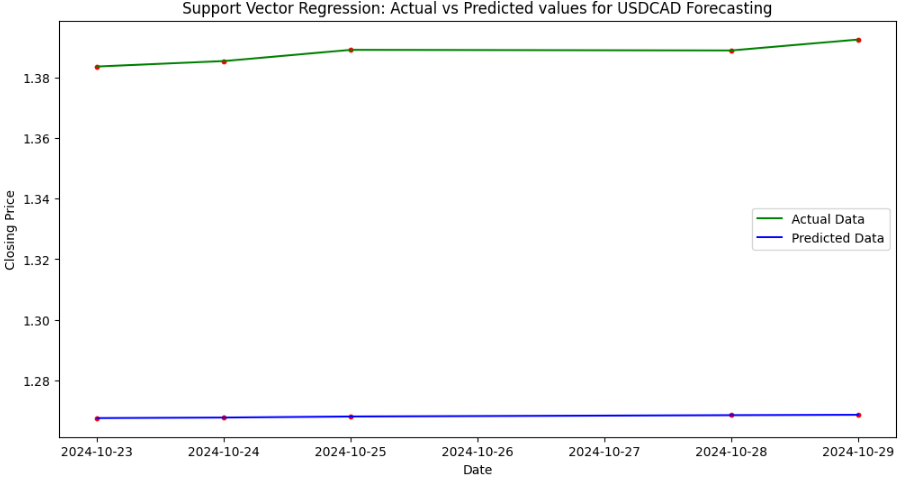 Support Vector Regression: Actual vs Predicted values for USDCAD Forecasting
Closing Price
1.38
1.36
1.34
1.32
1.30
1.28
Actual Data
Predicted Data
2024-10-23
2024-10-24
2024-10-25
2024-10-26
2024-10-27
2024-10-28
2024-10-29
Date